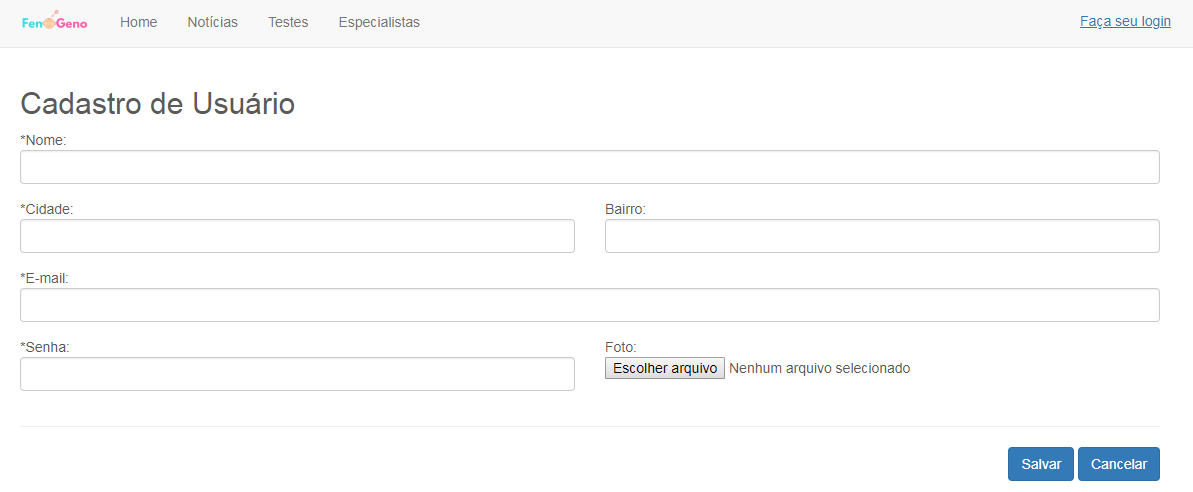 FenoGeno Home Notícias Testes Especialistas Faça seu login
Cadastro de Usuário
*Nome:
*Cidade: Bairro:
*E-mail:
*Senha: Foto:
Escolher arquivo Nenhum arquivo selecionado
Salvar Cancelar